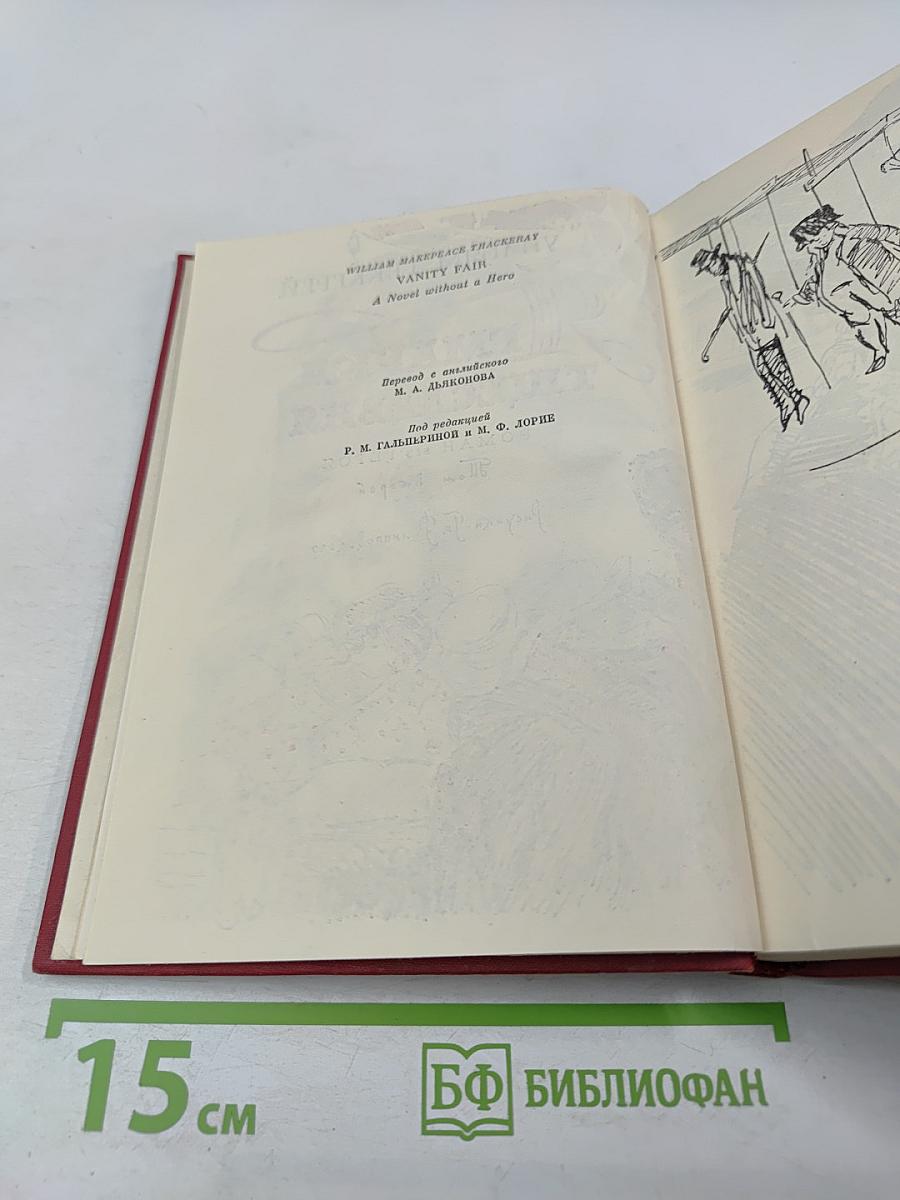 WILLIAM MAKEPEACE THACKERAY
VANITY FAIR
A Novel without a Hero
Перевод с английского
М. А. ДЬЯКОНОВА
Под редакцией
Р. М. ГАЛЬПЕРИНОЙ и М. Ф. ЛОРИЕ
15 см
БФ БИБЛИОФАН